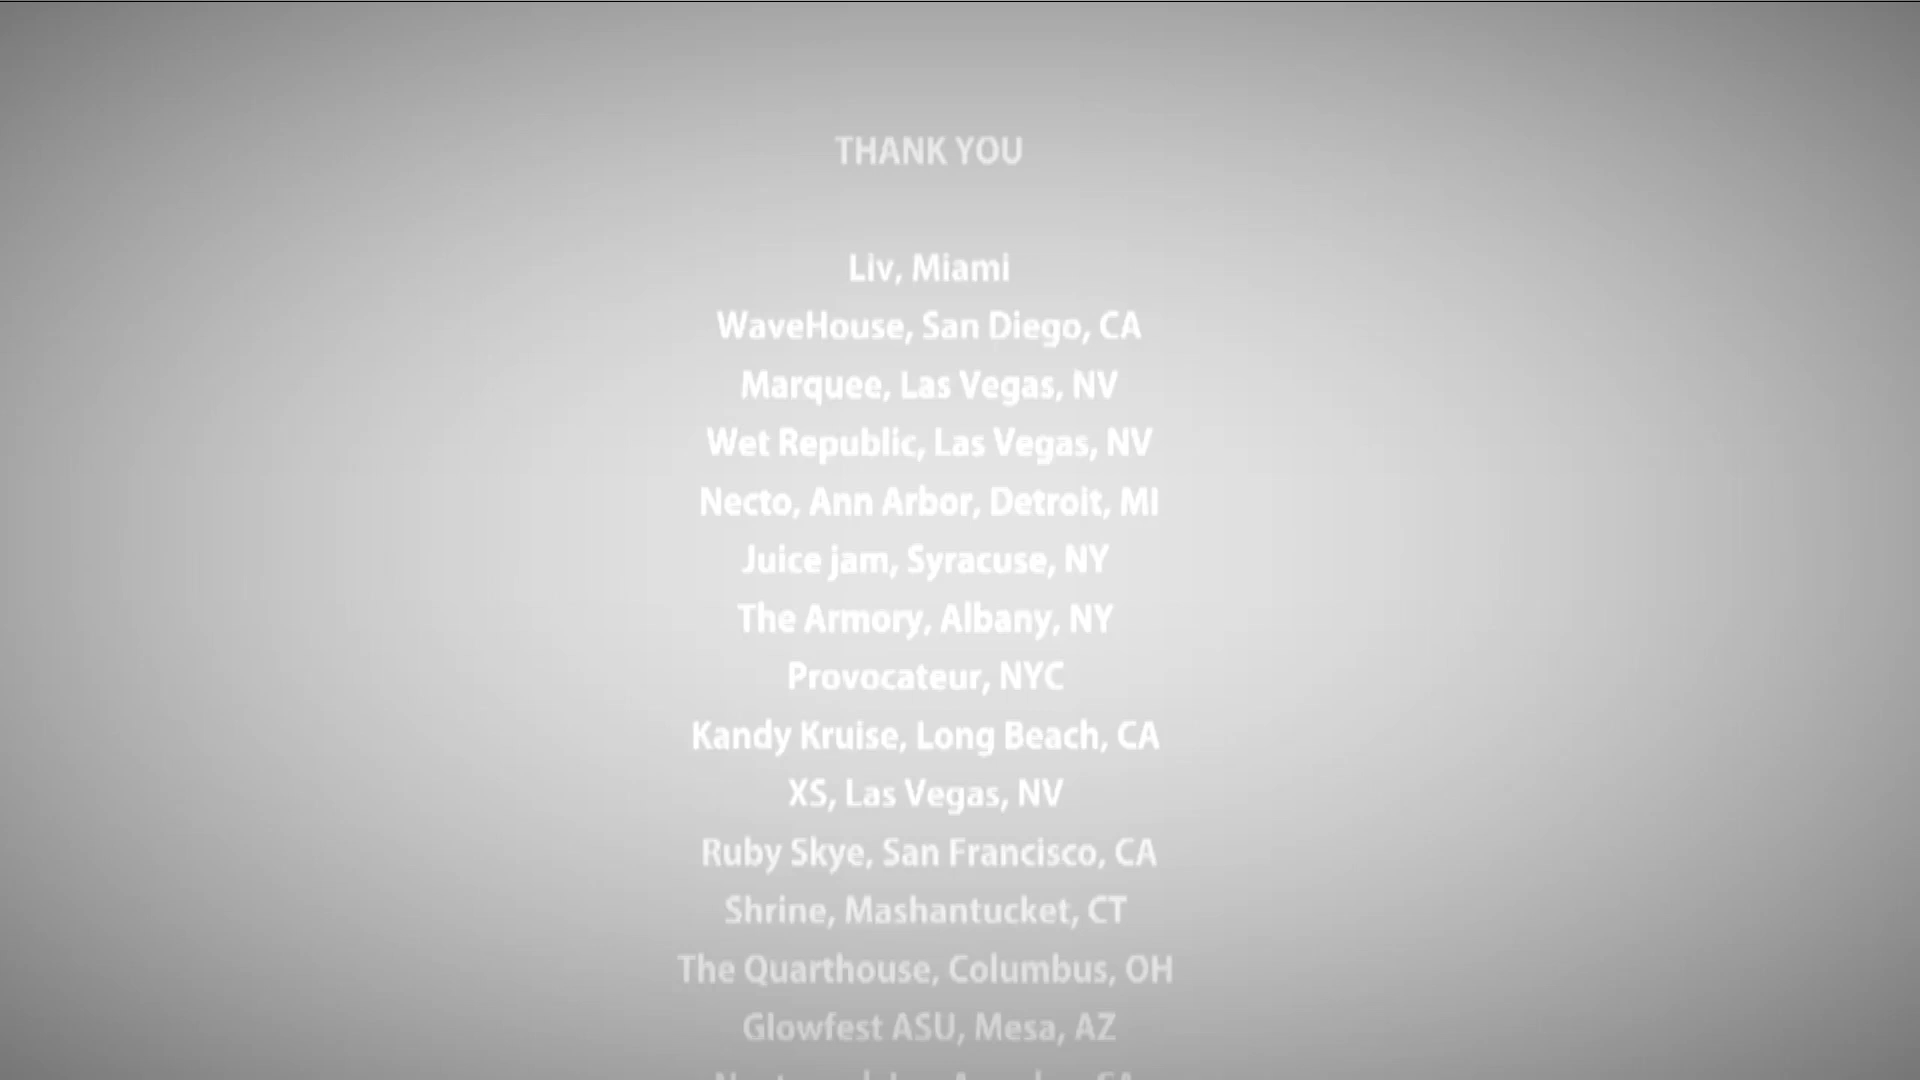 THANK YOU
Liv, Miami
WaveHouse, San Diego, CA
Marquee, Las Vegas, NV
Wet Republic, Las Vegas, NV
Necto, Ann Arbor, Detroit, MI
Juice jam, Syracuse, NY
The Armory, Albany, NY
Provocateur, NYC
Kandy Kruise, Long Beach, CA
XS, Las Vegas, NV
Ruby Skye, San Francisco, CA
Shrine, Mashantucket, CT
The Quarthouse, Columbus, OH
Glowfest ASU, Mesa, AZ